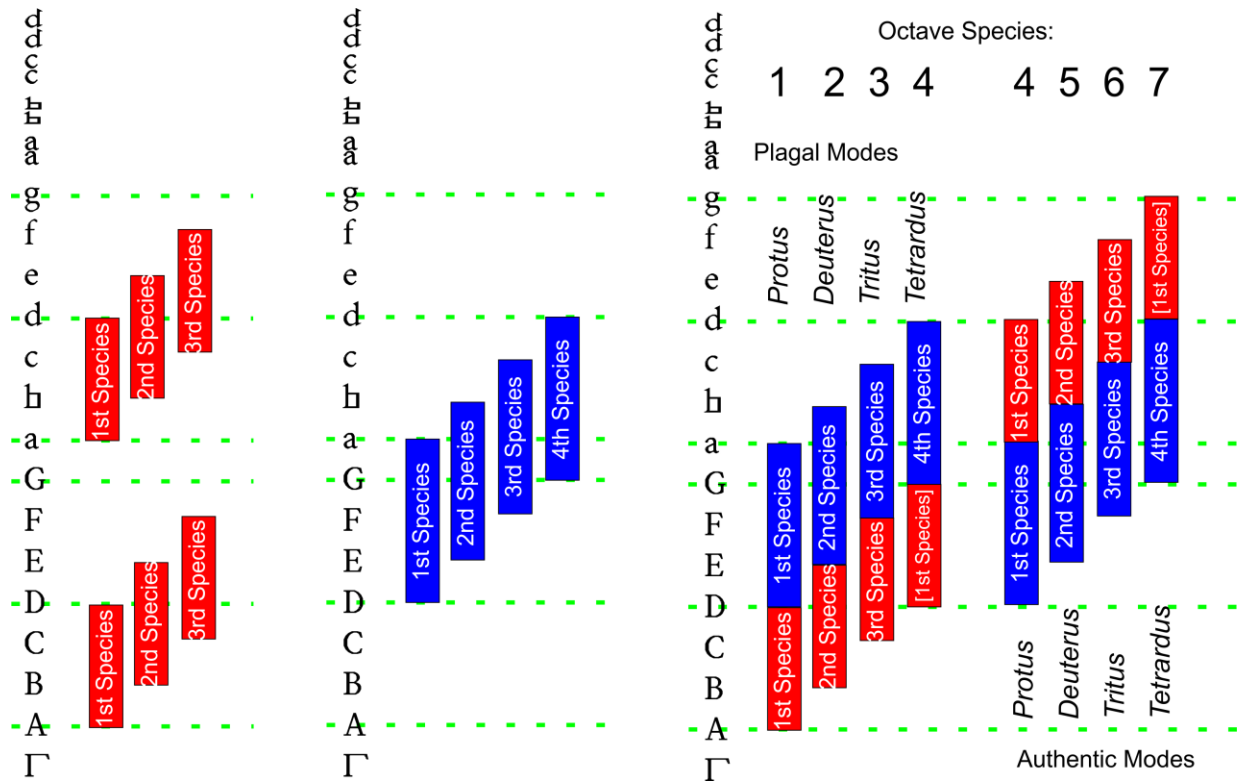 d
d
c
c
♮
♮
a
a
g
f
e
d
c
♮
a
G
F
E
D
C
B
A
Γ
1st Species
2nd Species
3rd Species
1st Species
2nd Species
3rd Species
d
d
c
c
♮
♮
a
a
g
f
e
d
c
♮
a
G
F
E
D
C
B
A
Γ
1st Species
2nd Species
3rd Species
4th Species
d
d
c
c
♮
♮
a
a
g
f
e
d
c
♮
a
G
F
E
D
C
B
A
Γ
Octave Species:
1 2 3 4 4 5 6 7
Plagal Modes
Protus
Deuterus
Tritus
Tetrardus
1st Species
2nd Species
3rd Species
4th Species
1st Species
2nd Species
3rd Species
[1st Species]
1st Species
2nd Species
3rd Species
[1st Species]
1st Species
2nd Species
3rd Species
4th Species
Protus
Deuterus
Tritus
Tetrardus
Authentic Modes